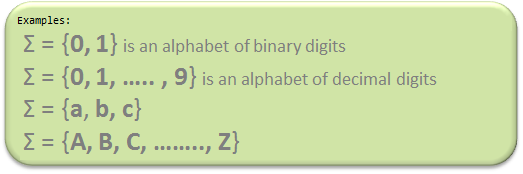 Examples:
Σ = {0, 1} is an alphabet of binary digits
Σ = {0, 1, ….. , 9} is an alphabet of decimal digits
Σ = {a, b, c}
Σ = {A, B, C, …….., Z}